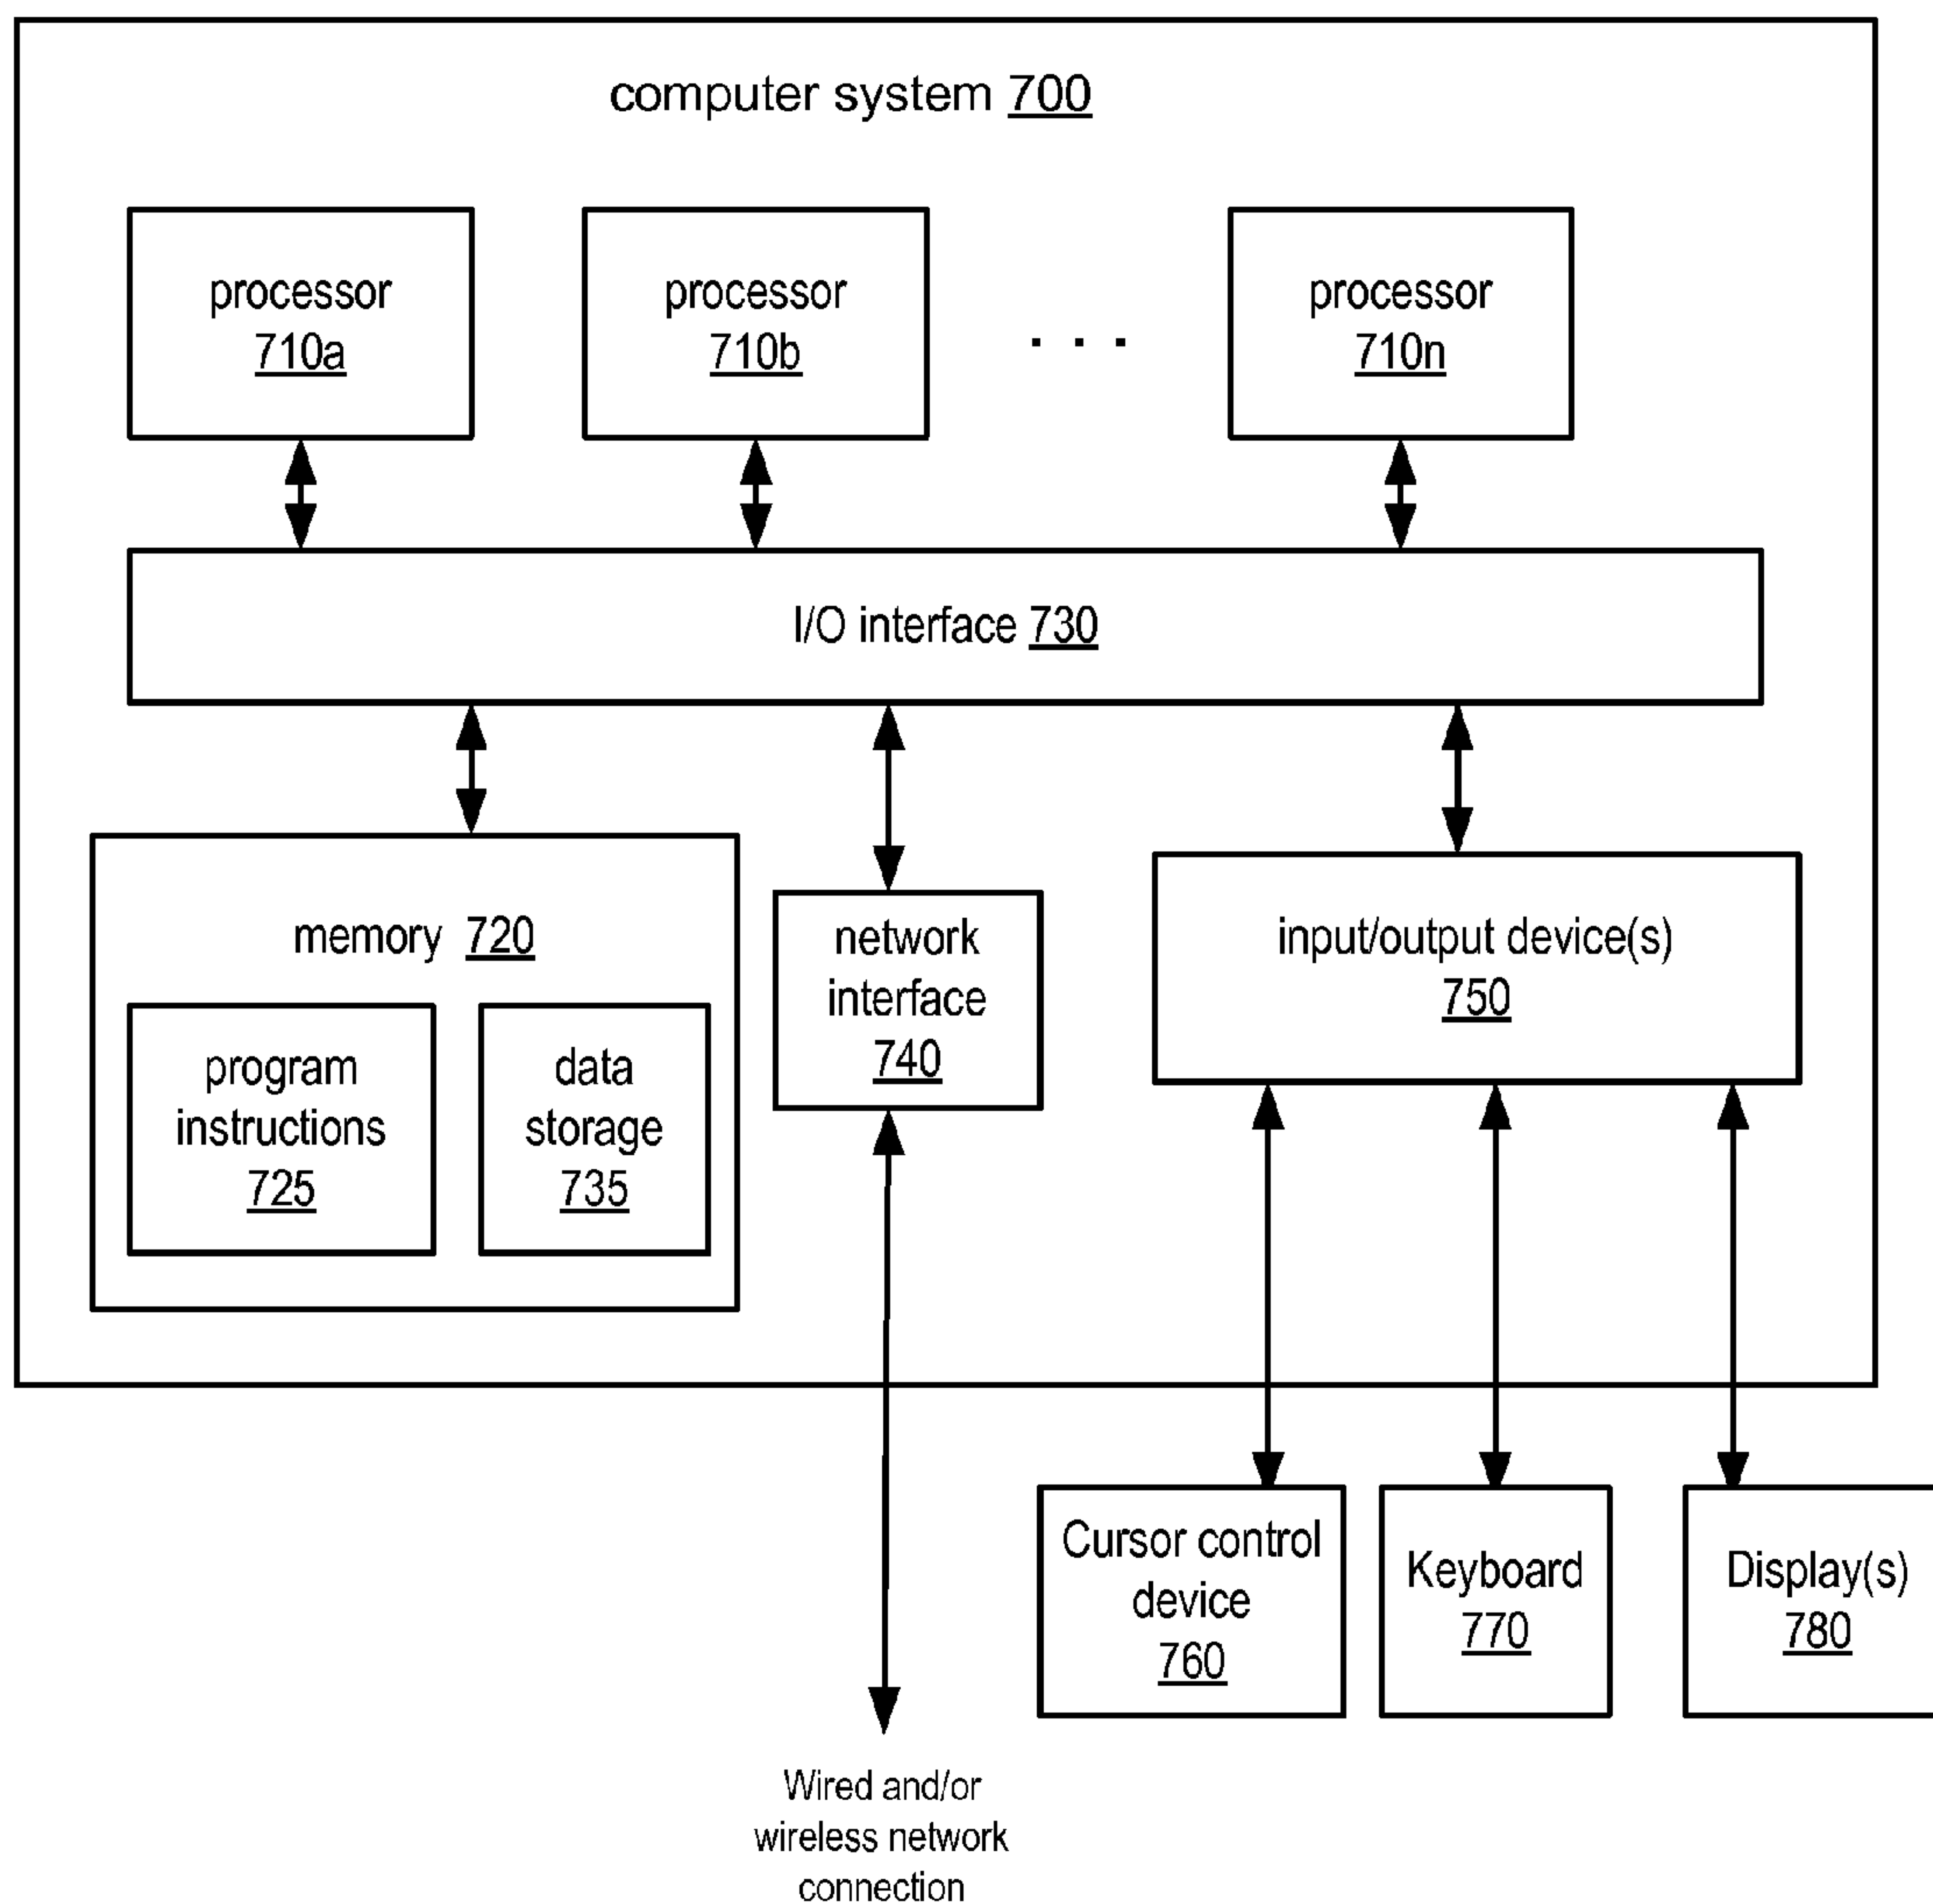 computer system 700
processor
710a
processor
710b
. . .
processor
710n
I/O interface 730
memory 720
program
instructions
725
data
storage
735
network
interface
740
input/output device(s)
750
Cursor control
device
760
Keyboard
770
Display(s)
780
Wired and/or
wireless network
connection